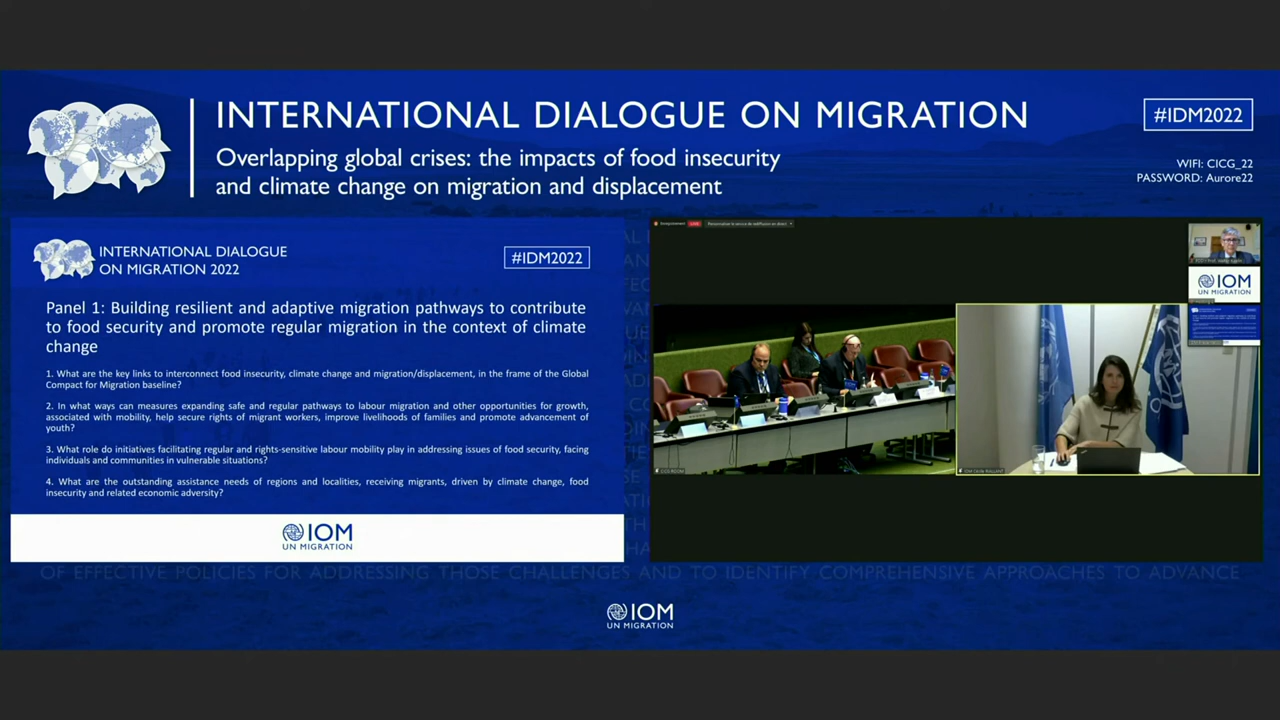 INTERNATIONAL DIALOGUE ON MIGRATION
Overlapping global crises: the impacts of food insecurity
and climate change on migration and displacement
#IDM2022
WIFI: CICG_22
PASSWORD: Aurore22
INTERNATIONAL DIALOGUE
ON MIGRATION 2022
#IDM2022
Panel 1: Building resilient and adaptive migration pathways to contribute
to food security and promote regular migration in the context of climate
change
1. What are the key links to interconnect food insecurity, climate change and migration/displacement, in the frame of the Global
Compact for Migration baseline?
2. In what ways can measures expanding safe and regular pathways to labour migration and other opportunities for growth,
associated with mobility, help secure rights of migrant workers, improve livelihoods of families and promote advancement of
youth?
3. What role do initiatives facilitating regular and rights-sensitive labour mobility play in addressing issues of food security, facing
individuals and communities in vulnerable situations?
4. What are the outstanding assistance needs of regions and localities, receiving migrants, driven by climate change, food
insecurity and related economic adversity?
IOM
UN MIGRATION
LIVE
IOM
UN MIGRATION
OF EFFECTIVE POLICIES FOR ADDRESSING THOSE CHALLENGES AND TO IDENTIFY COMPREHENSIVE APPROACHES TO ADVANCE
IOM
UN MIGRATION